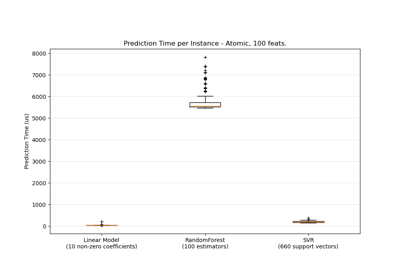 Prediction Time per Instance - Atomic, 100 feats.
Prediction Time (us)
8000
7000
6000
5000
4000
3000
2000
1000
0
Linear Model
(10 non-zero coefficients)
RandomForest
(100 estimators)
SVR
(660 support vectors)